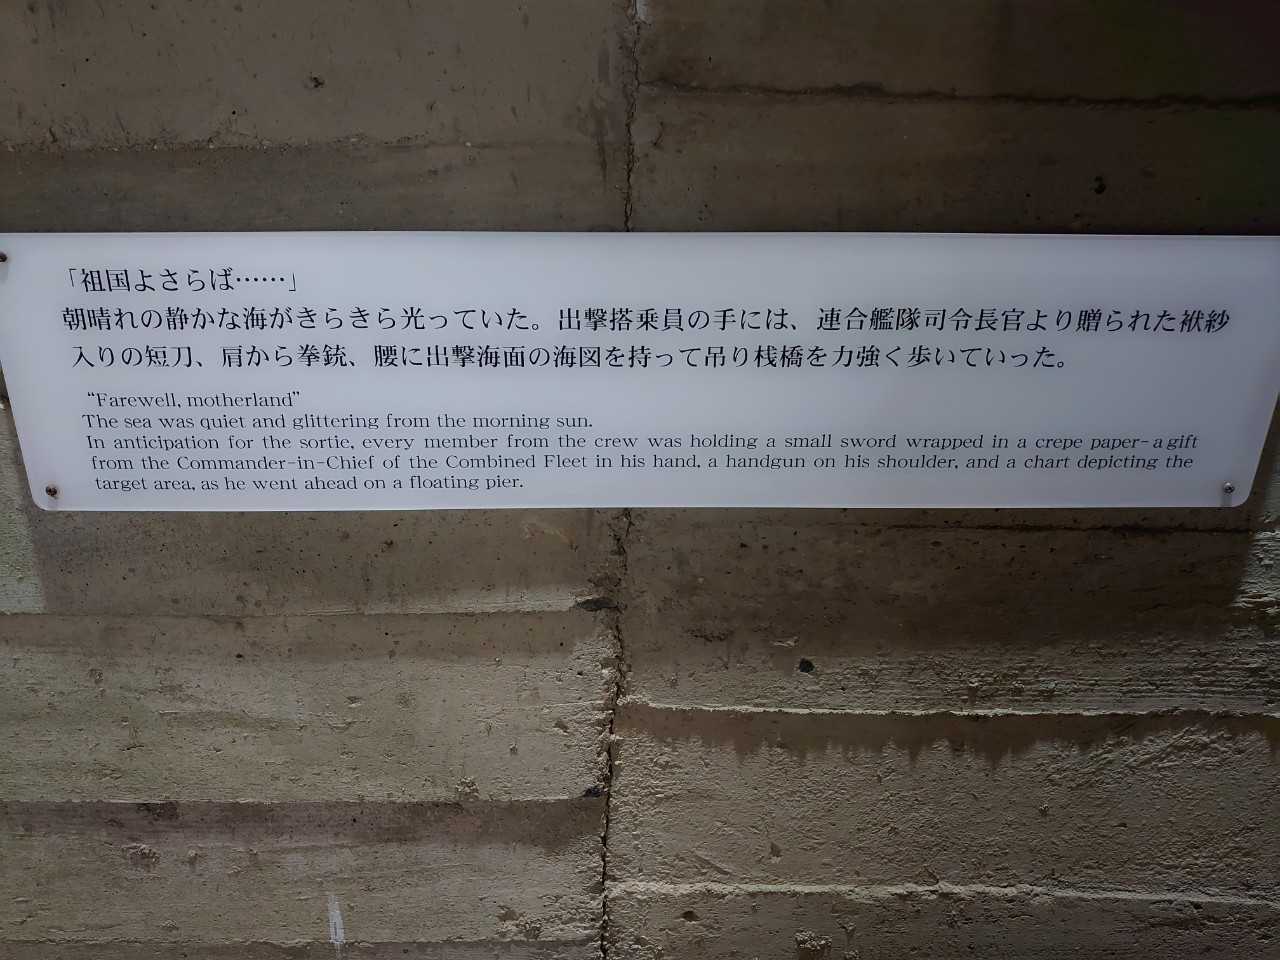 「祖国よさらば……」
朝晴れの静かな海がきらきら光っていた。出撃搭乗員の手には、連合艦隊司令長官より贈られた袱紗
入りの短刀、肩から拳銃、腰に出撃海面の海図を持って吊り桟橋を力強く歩いていった。
“Farewell, motherland”
The sea was quiet and glittering from the morning sun.
In anticipation for the sortie, every member from the crew was holding a small sword wrapped in a crepe paper-a gift
from the Commander-in-Chief of the Combined Fleet in his hand, a handgun on his shoulder, and a chart depicting the
target area, as he went ahead on a floating pier.